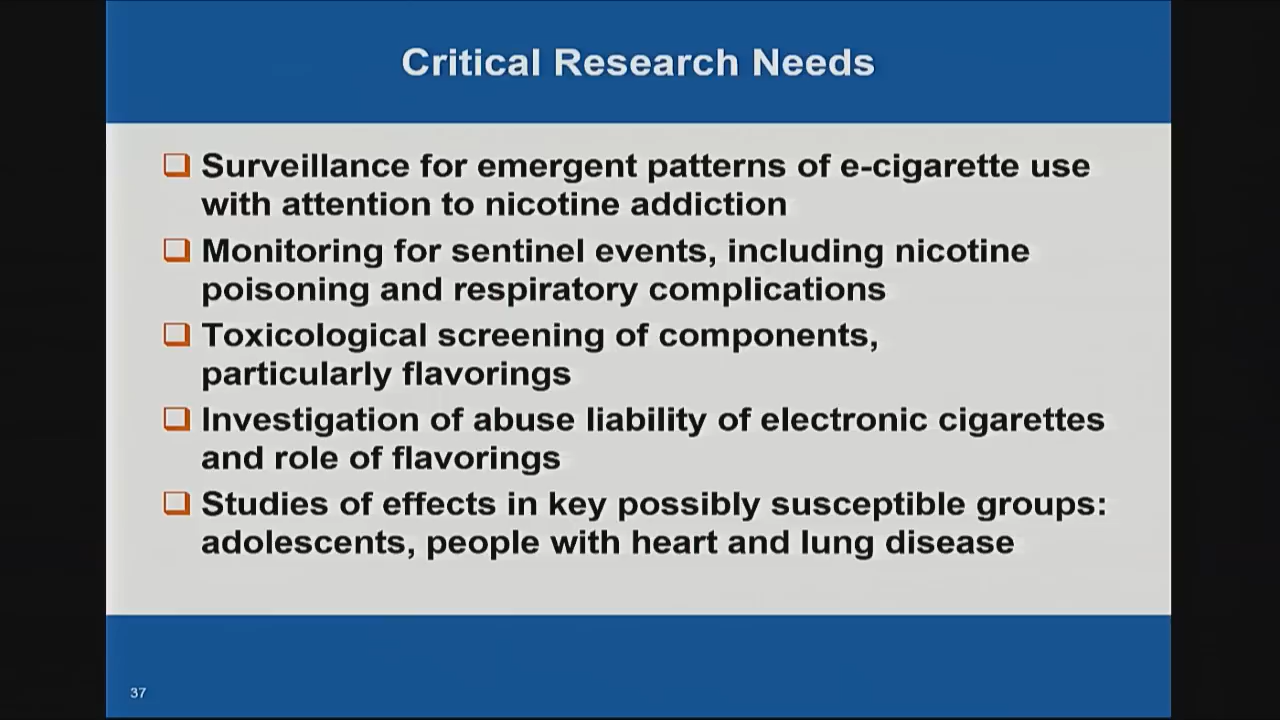 Critical Research Needs
Surveillance for emergent patterns of e-cigarette use
with attention to nicotine addiction
Monitoring for sentinel events, including nicotine
poisoning and respiratory complications
Toxicological screening of components,
particularly flavorings
Investigation of abuse liability of electronic cigarettes
and role of flavorings
Studies of effects in key possibly susceptible groups:
adolescents, people with heart and lung disease
37